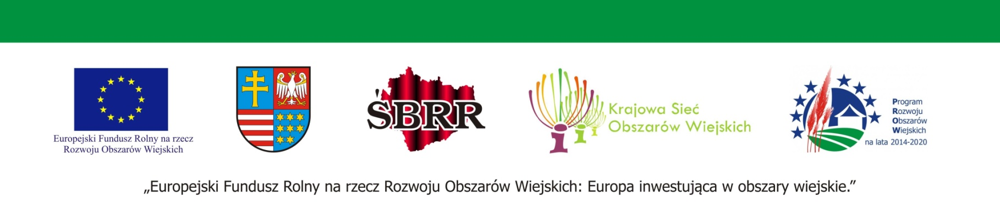 Europejski Fundusz Rolny na rzecz
Rozwoju Obszarów Wiejskich
ŚBRR
Krajowa Sieć
Obszarów Wiejskich
Program
Rozwoju
Obszarów
Wiejskich
na lata 2014-2020
„Europejski Fundusz Rolny na rzecz Rozwoju Obszarów Wiejskich: Europa inwestująca w obszary wiejskie.”